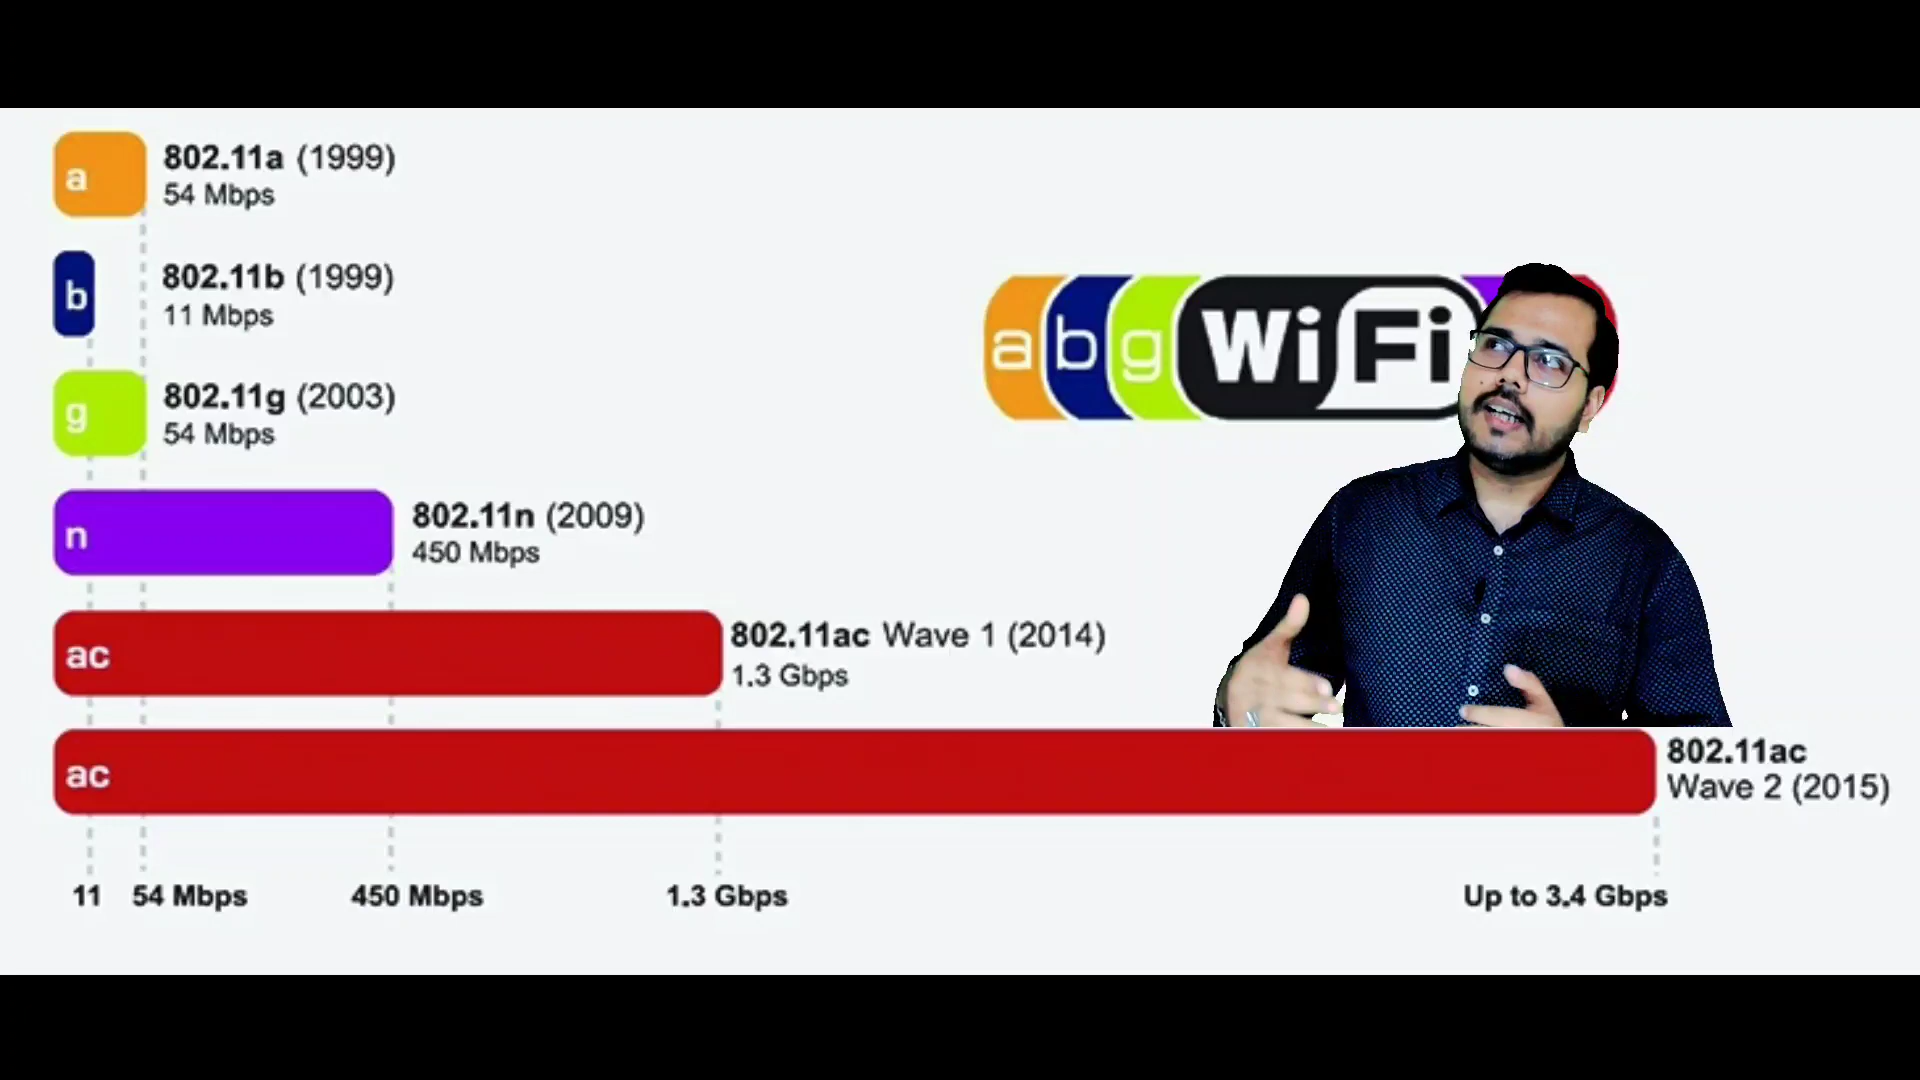 a
802.11a (1999)
54 Mbps
b
802.11b (1999)
11 Mbps
g
802.11g (2003)
54 Mbps
a b g WiFi
n
802.11n (2009)
450 Mbps
ac
802.11ac Wave 1 (2014)
1.3 Gbps
ac
802.11ac
Wave 2 (2015)
11 54 Mbps 450 Mbps 1.3 Gbps Up to 3.4 Gbps